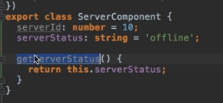 })
export class ServerComponent {
serverId: number = 10;
serverStatus: string = 'offline';
getServerStatus() {
return this.serverStatus;
}
}